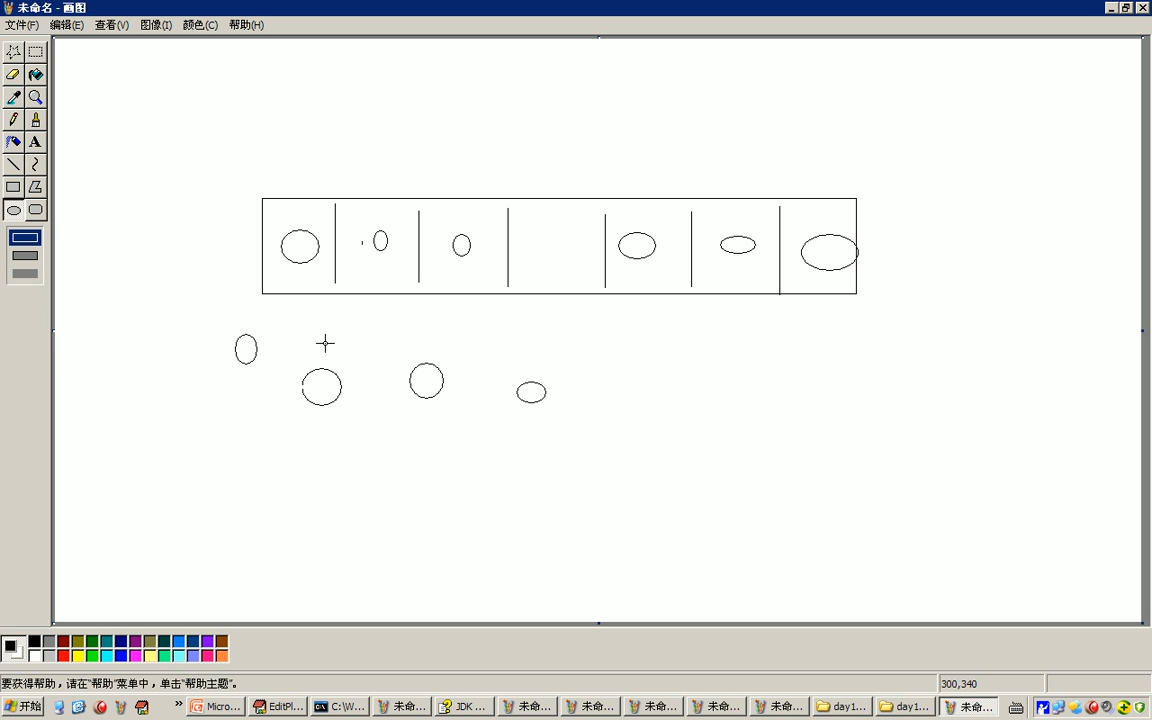 未命名 - 画图
文件(F) 编辑(E) 查看(V) 图像(I) 颜色(C) 帮助(H)
A
要获得帮助，请在“帮助”菜单中，单击“帮助主题”。
300,340
开始 » Micro... EditPl... C:\W... 未命... JDK ... 未命... 未命... 未命... 未命... 未命... day1... day1... 未命...